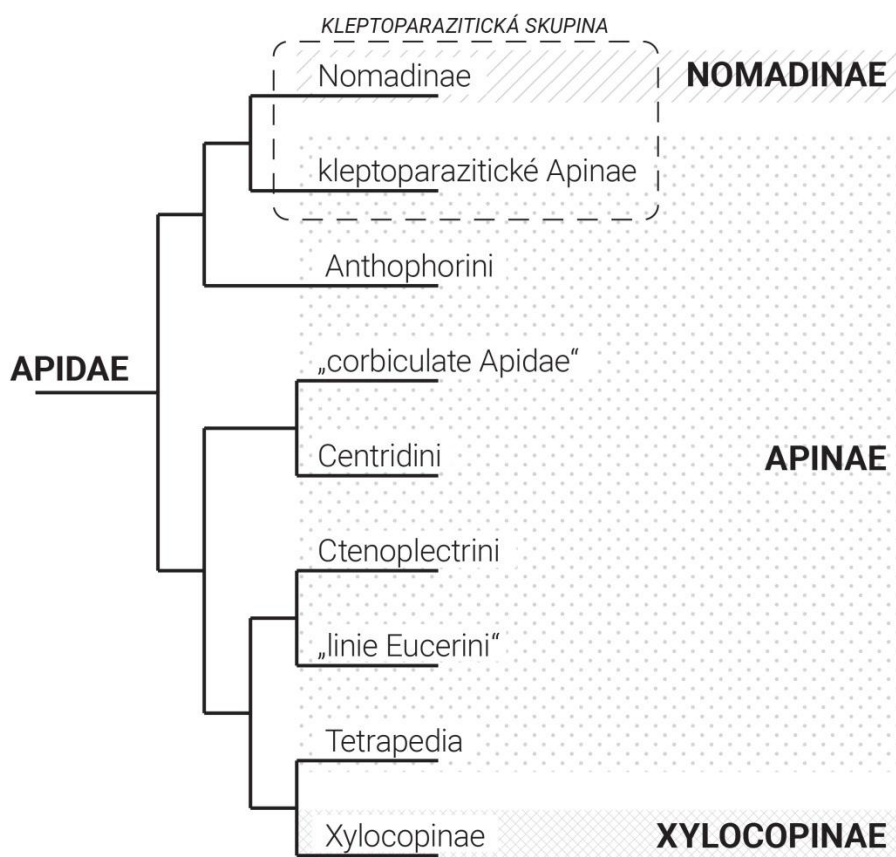 KLEPTOPARAZITICKÁ SKUPINA
Nomadinae
NOMADINAE
kleptoparazitické Apinae
Anthophorini
„corbiculate Apidae“
APIDAE
Centridini
APINAE
Ctenoplectrini
„linie Eucerini“
Tetrapedia
Xylocopinae
XYLOCOPINAE